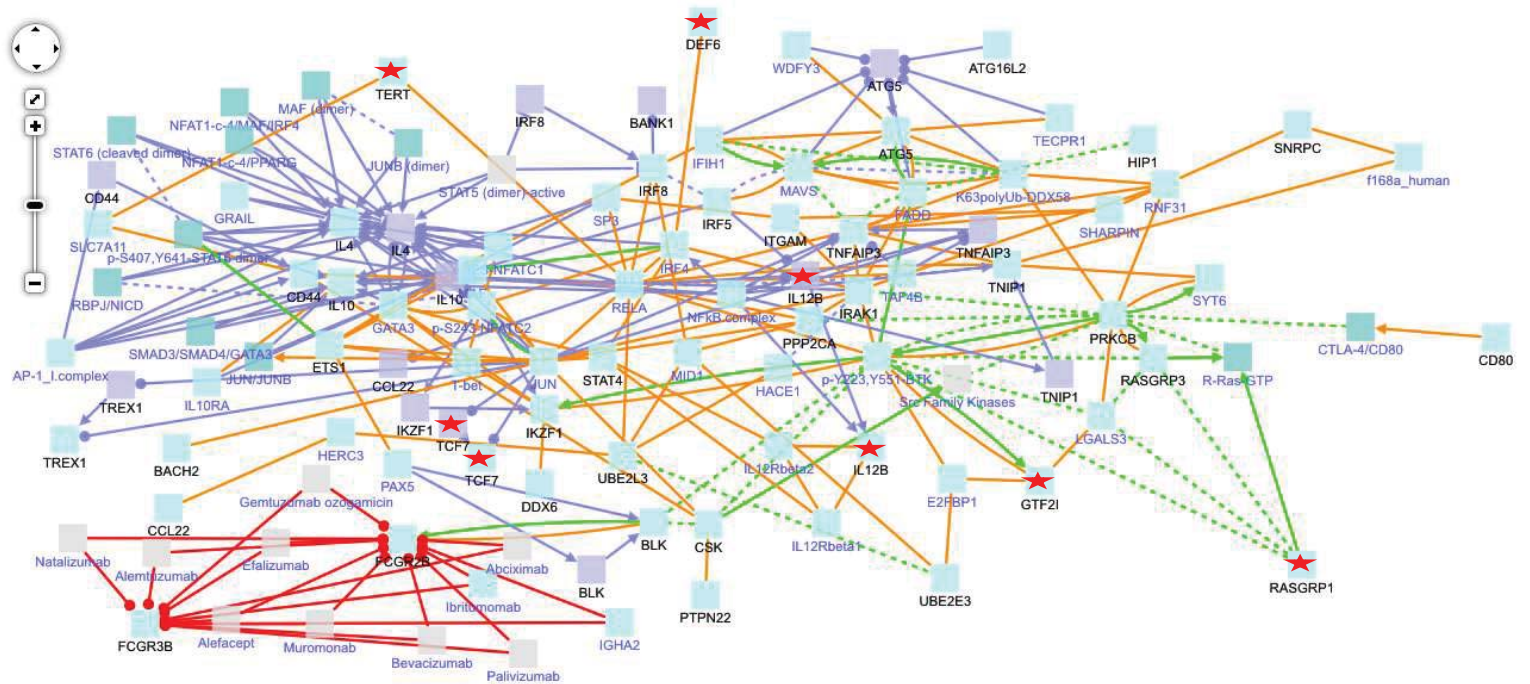 DEF6
WDFY3
ATG5
ATG16L2
TERT
MAF (dimer)
NFAT1-c-4/MAF/IRF4
IRF8
BANK1
STAT6 (cleaved dimer)
NFAT1-c-4/PPARG
JUNB (dimer)
IFIH1
ATG5
TECPR1
HIP1
SNRPC
f168a_human
CD44
GRAIL
STAT5 (dimer)-active
IRF8
MAVS
K63polyUb-DDX58
RNF31
SLC7A11
IL4
IL4
SP3
IRF5
ITGAM
FADD
SHARPIN
p-S407,Y641-STAT5 dimer
NFATC1
IRF4
TNFAIP3
TNFAIP3
RBPJ/NICD
CD44
IL10
IL10
RELA
NFkB complex
IL12B
IRAK1
TAF4B
TNIP1
SYT6
GATA3
p-S243-NFATC2
PPP2CA
PRKCB
SMAD3/SMAD4/GATA3
CTLA-4/CD80
CD80
AP-1_I.complex
JUN/JUNB
ETS1
CCL22
T-bet
JUN
STAT4
MID1
HACE1
p-Y223,Y551-BTK
Src Family Kinases
TNIP1
RASGRP3
R-Ras-GTP
TREX1
IL10RA
IKZF1
TCF7
IKZF1
LGALS3
TREX1
BACH2
HERC3
TCF7
UBE2L3
IL12Rbeta2
IL12B
PAX5
Gemtuzumab ozogamicin
DDX6
E2FBP1
GTF2I
CCL22
BLK
CSK
IL12Rbeta1
Natalizumab
Alemtuzumab
Efalizumab
FCGR2B
Abciximab
BLK
UBE2E3
RASGRP1
Ibritumomab
PTPN22
FCGR3B
Alefacept
Muromonab
Bevacizumab
Palivizumab
IGHA2